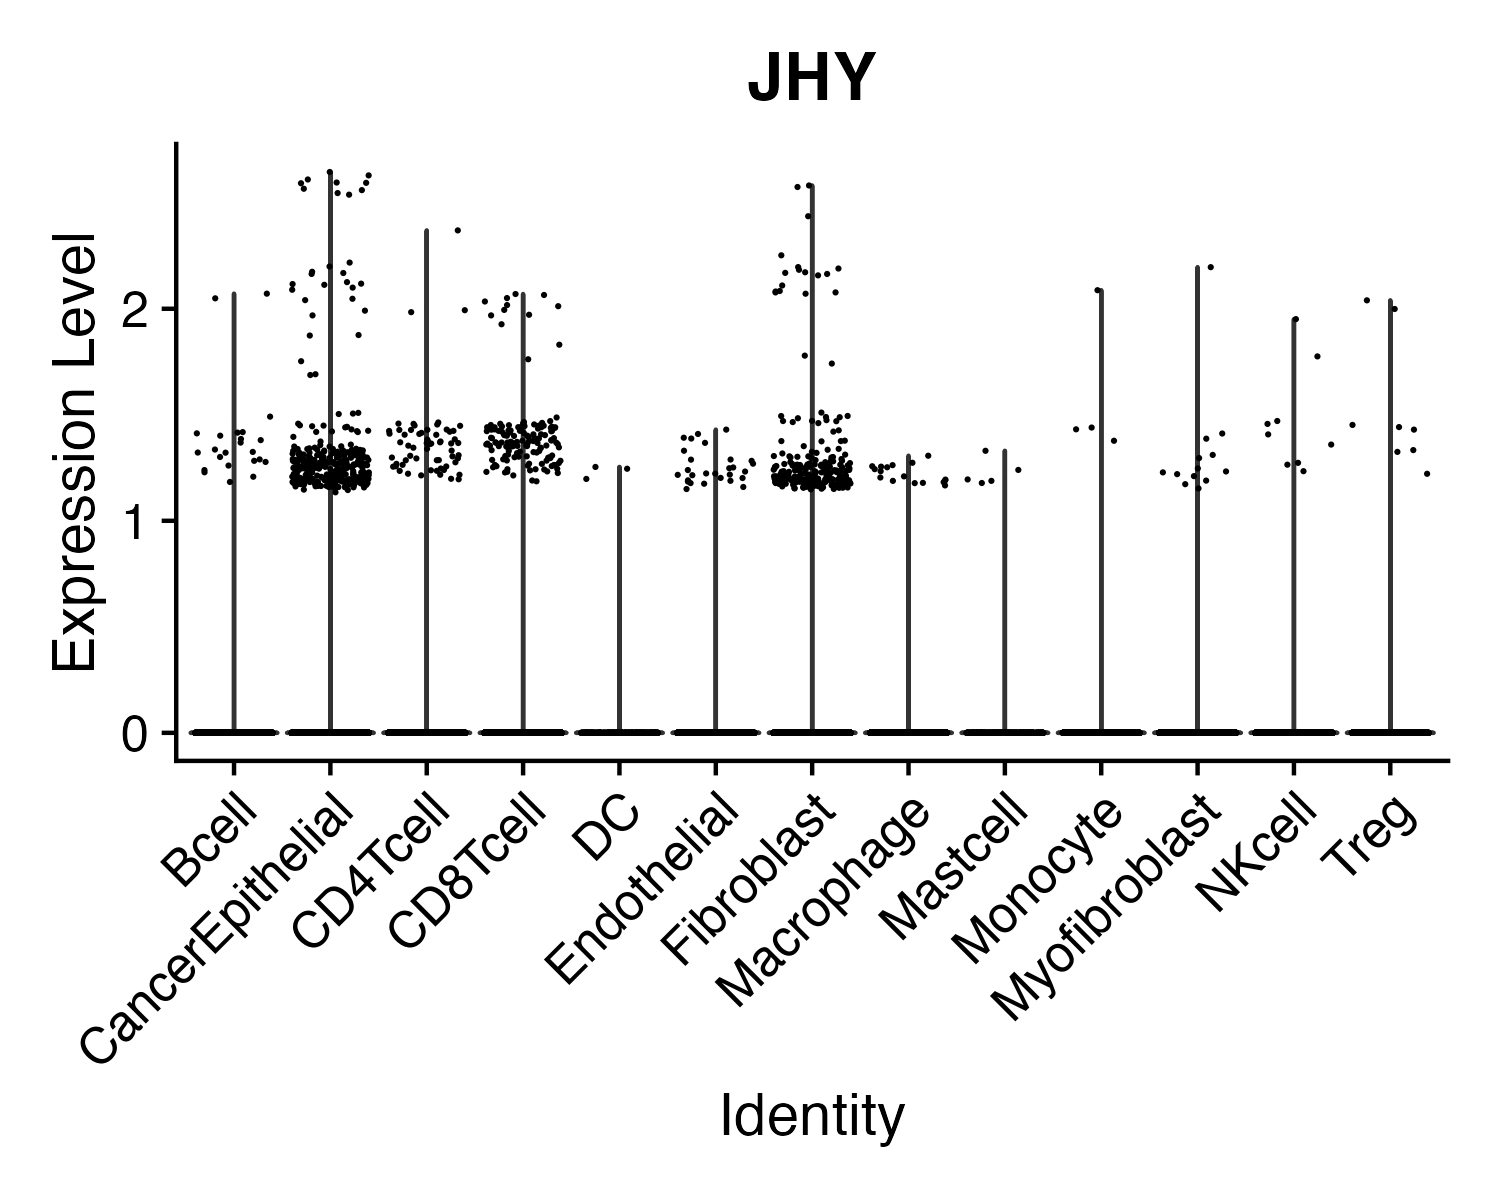 JHY
Expression Level
2
1
0
Bcell
CancerEpithelial
CD4Tcell
CD8Tcell
DC
Endothelial
Fibroblast
Macrophage
Mastcell
Monocyte
Myofibroblast
NKcell
Treg
Identity